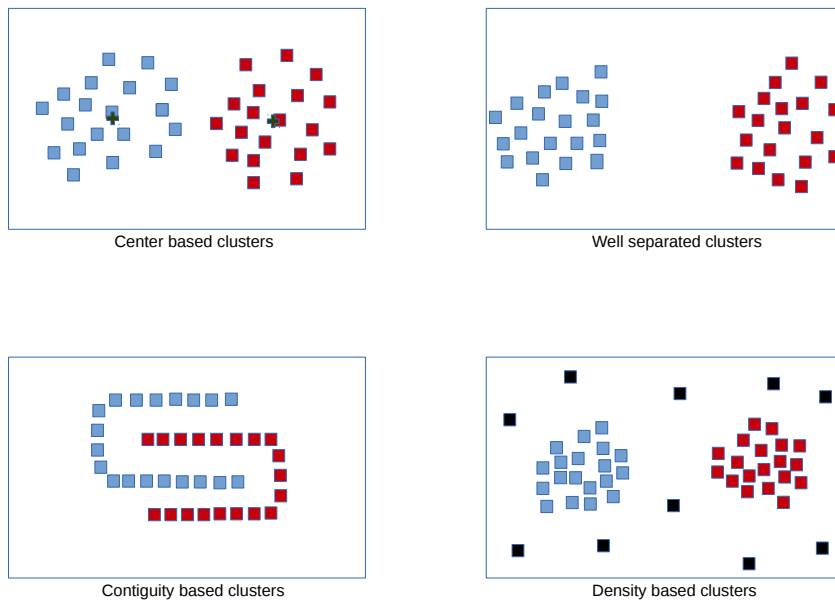 Center based clusters
Well separated clusters
Contiguity based clusters
Density based clusters